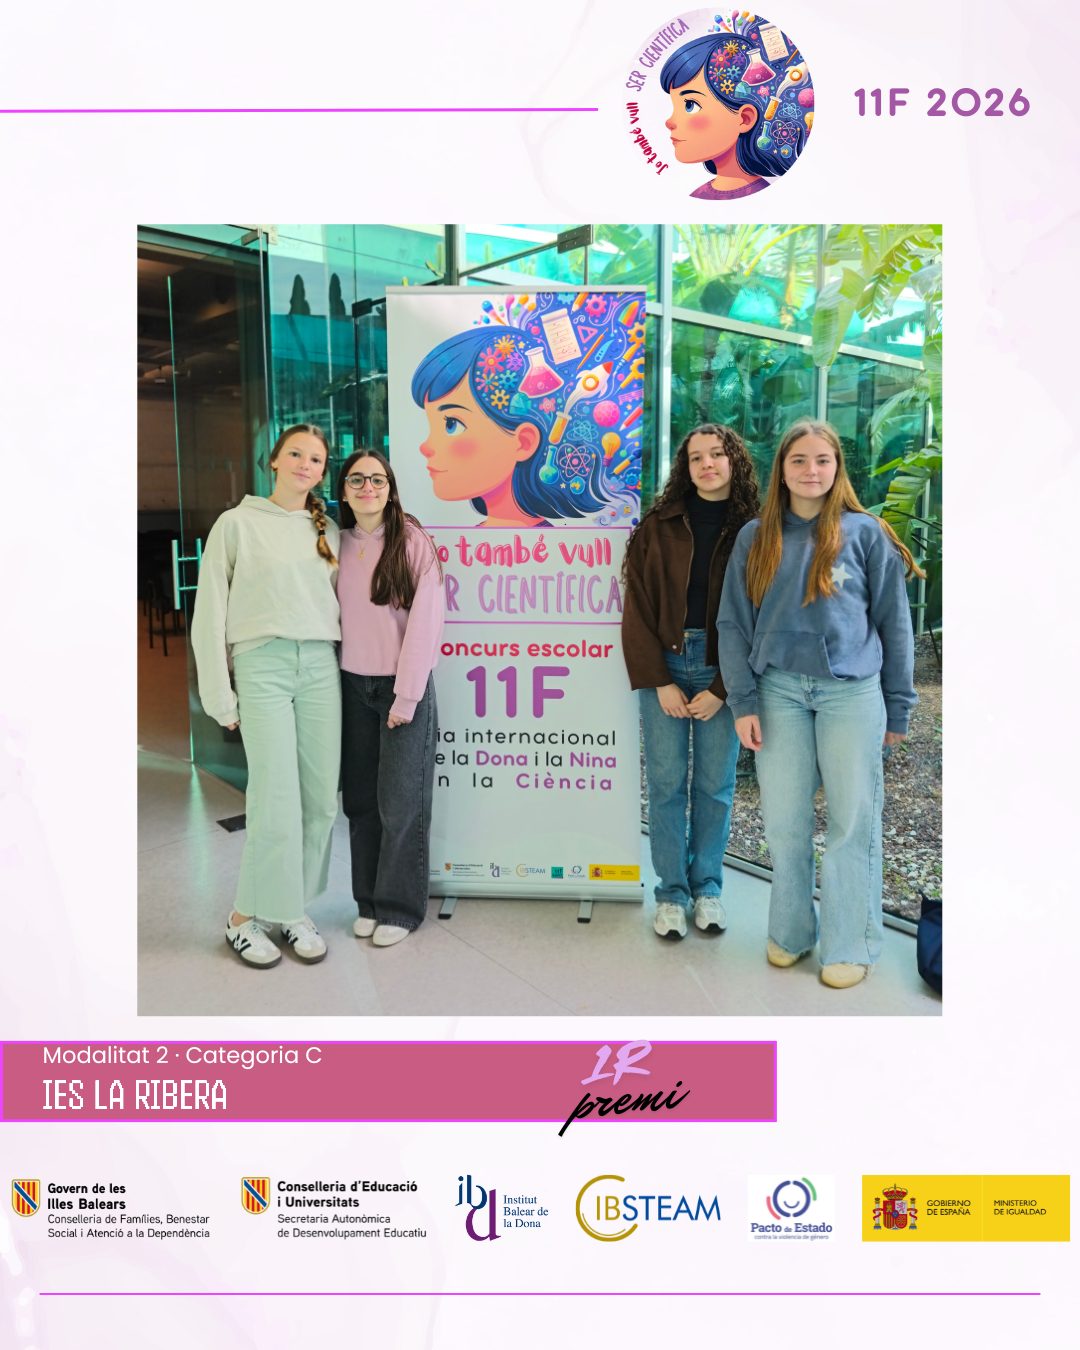 Jo també vull
SER CIENTÍFICA
11F 2026
o també vull
ER CIENTÍFICA
oncurs escolar
11F
ia internacional
e la Dona i la Nina
n la Ciència
IBSTEAM
Modalitat 2 · Categoria C
IES LA RIBERA
1R
premi
Govern de les
Illes Balears
Conselleria de Famílies, Benestar
Social i Atenció a la Dependència
Conselleria d'Educació
i Universitats
Secretaria Autonòmica
de Desenvolupament Educatiu
ibd
Institut
Balear de
la Dona
IBSTEAM
Pacto de Estado
contra la violencia de género
GOBIERNO
DE ESPAÑA
MINISTERIO
DE IGUALDAD